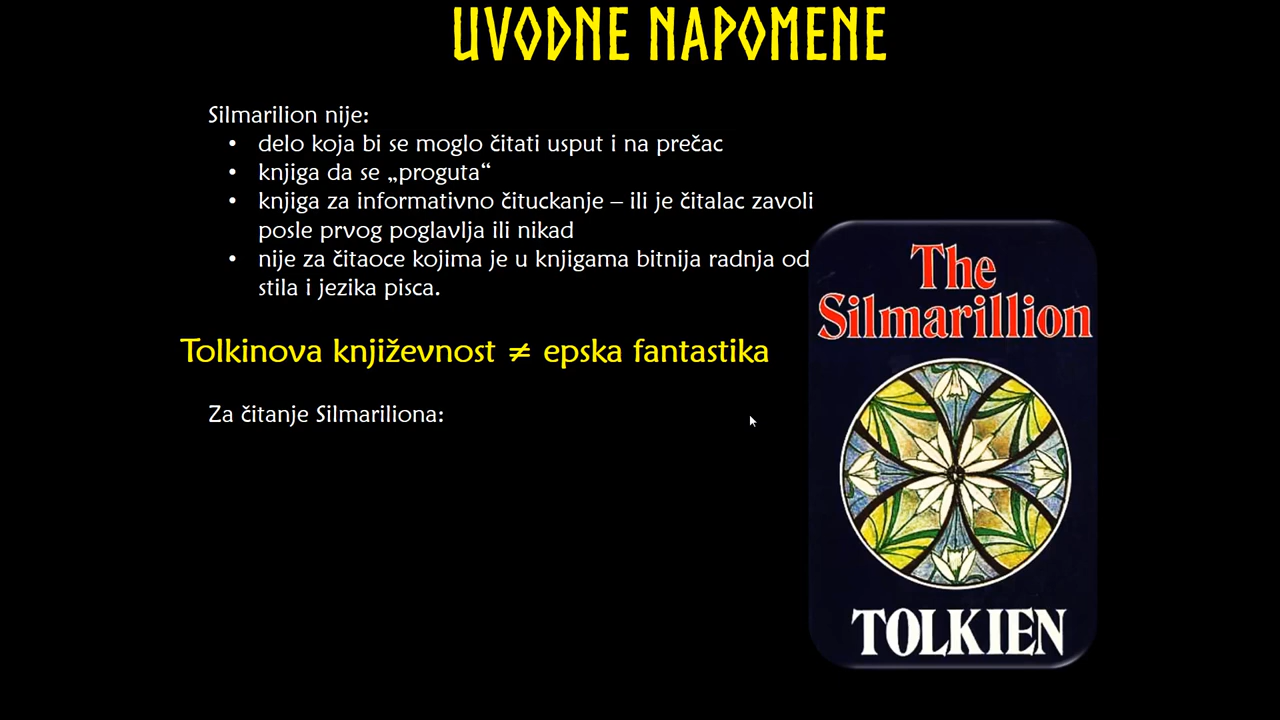 UVODNE NAPOMENE
Silmarilion nije:
• delo koja bi se moglo čitati usput i na prečac
• knjiga da se „proguta“
• knjiga za informativno čituckanje – ili je čitalac zavoli
posle prvog poglavlja ili nikad
• nije za čitaoce kojima je u knjigama bitnija radnja od
stila i jezika pisca.
Tolkinova književnost ≠ epska fantastika
Za čitanje Silmariliona:
The
Silmarillion
TOLKIEN